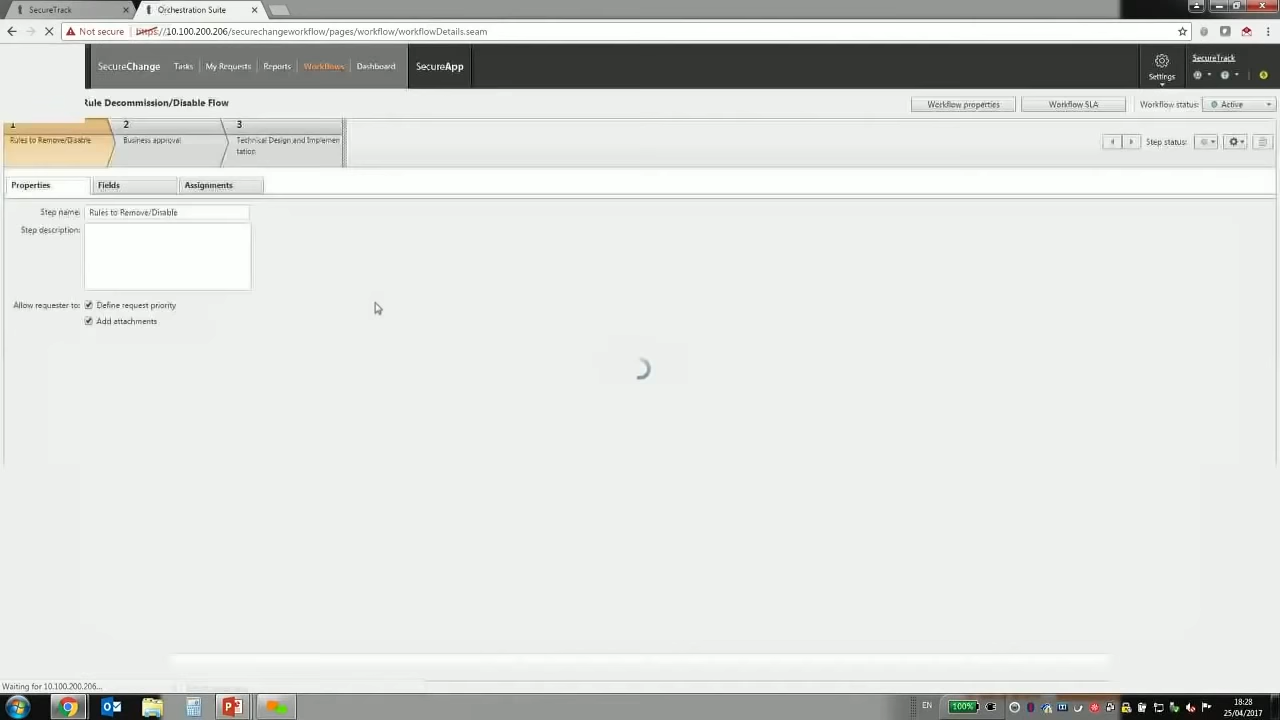 SecureTrack
Orchestration Suite
Not secure https://10.100.200.206/securechangeworkflow/pages/workflow/workflowDetails.seam
SecureChange Tasks My Requests Reports Workflows Dashboard SecureApp Settings SecureTrack
Rule Decommission/Disable Flow Workflow properties Workflow SLA Workflow status: Active
1 2 3
Rules to Remove/Disable Business approval Technical Design and Implemen
tation
Step status:
Properties Fields Assignments
Step name: Rules to Remove/Disable
Step description:
Allow requester to: Define request priority
Add attachments
Waiting for 10.100.200.206...
EN 100% 18:28
25/04/2017